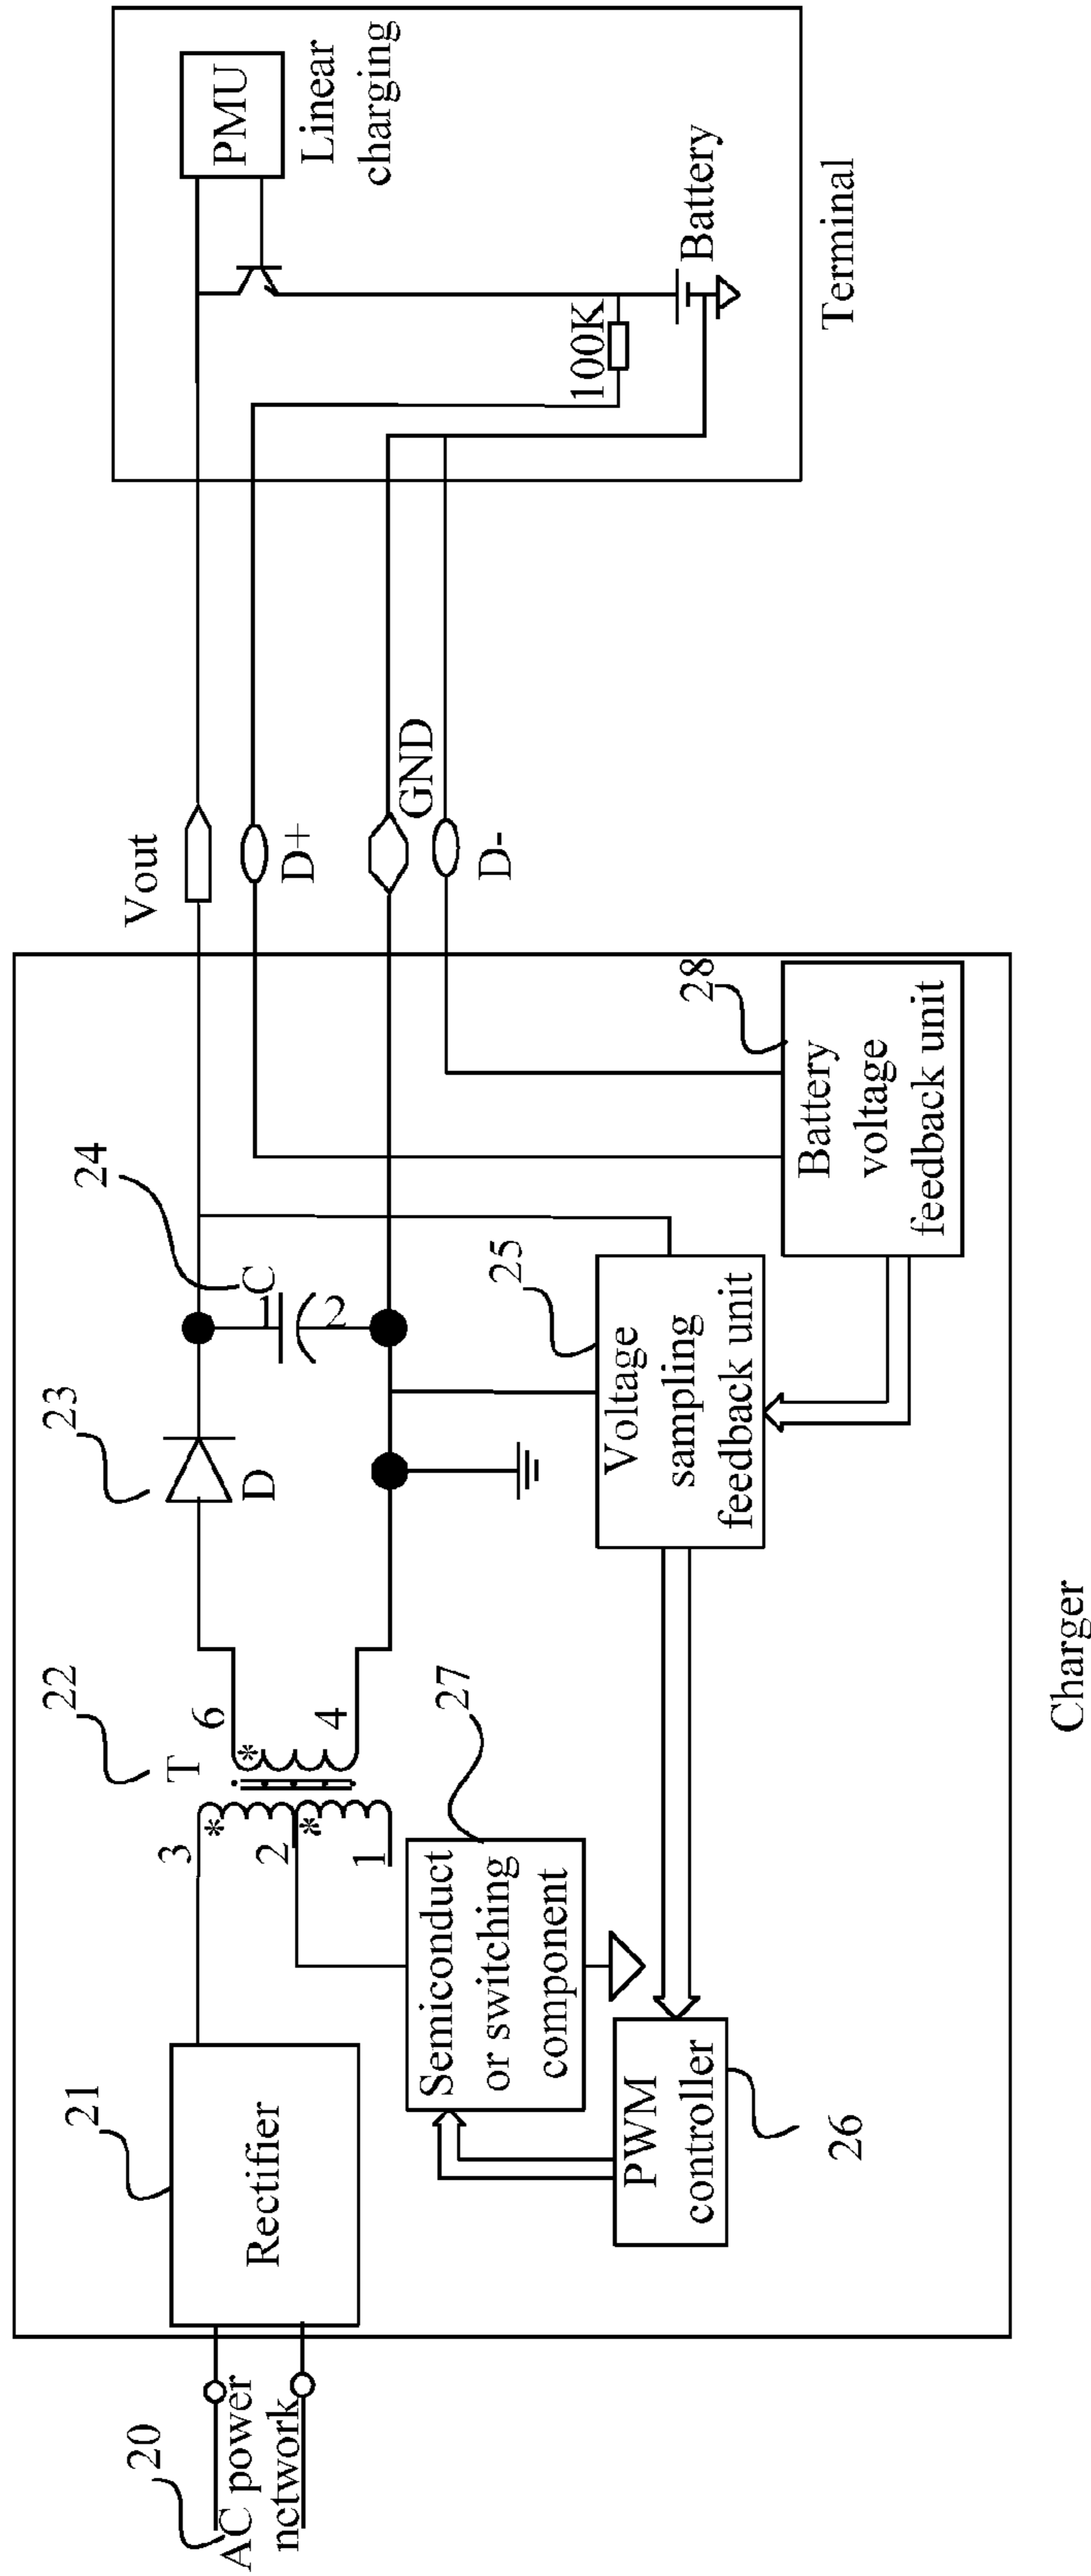 20
AC power
nctwork
21
Rectifier
22
T
3
2
1
6
4
*
*
*
23
D
24
C
1
2
25
Voltage
sampling
feedback unit
26
PWM
controller
27
Semiconduct
or switching
component
28
Battery
voltage
feedback unit
Charger
Vout
D+
GND
D-
PMU
Linear
charging
100K
Battery
Terminal